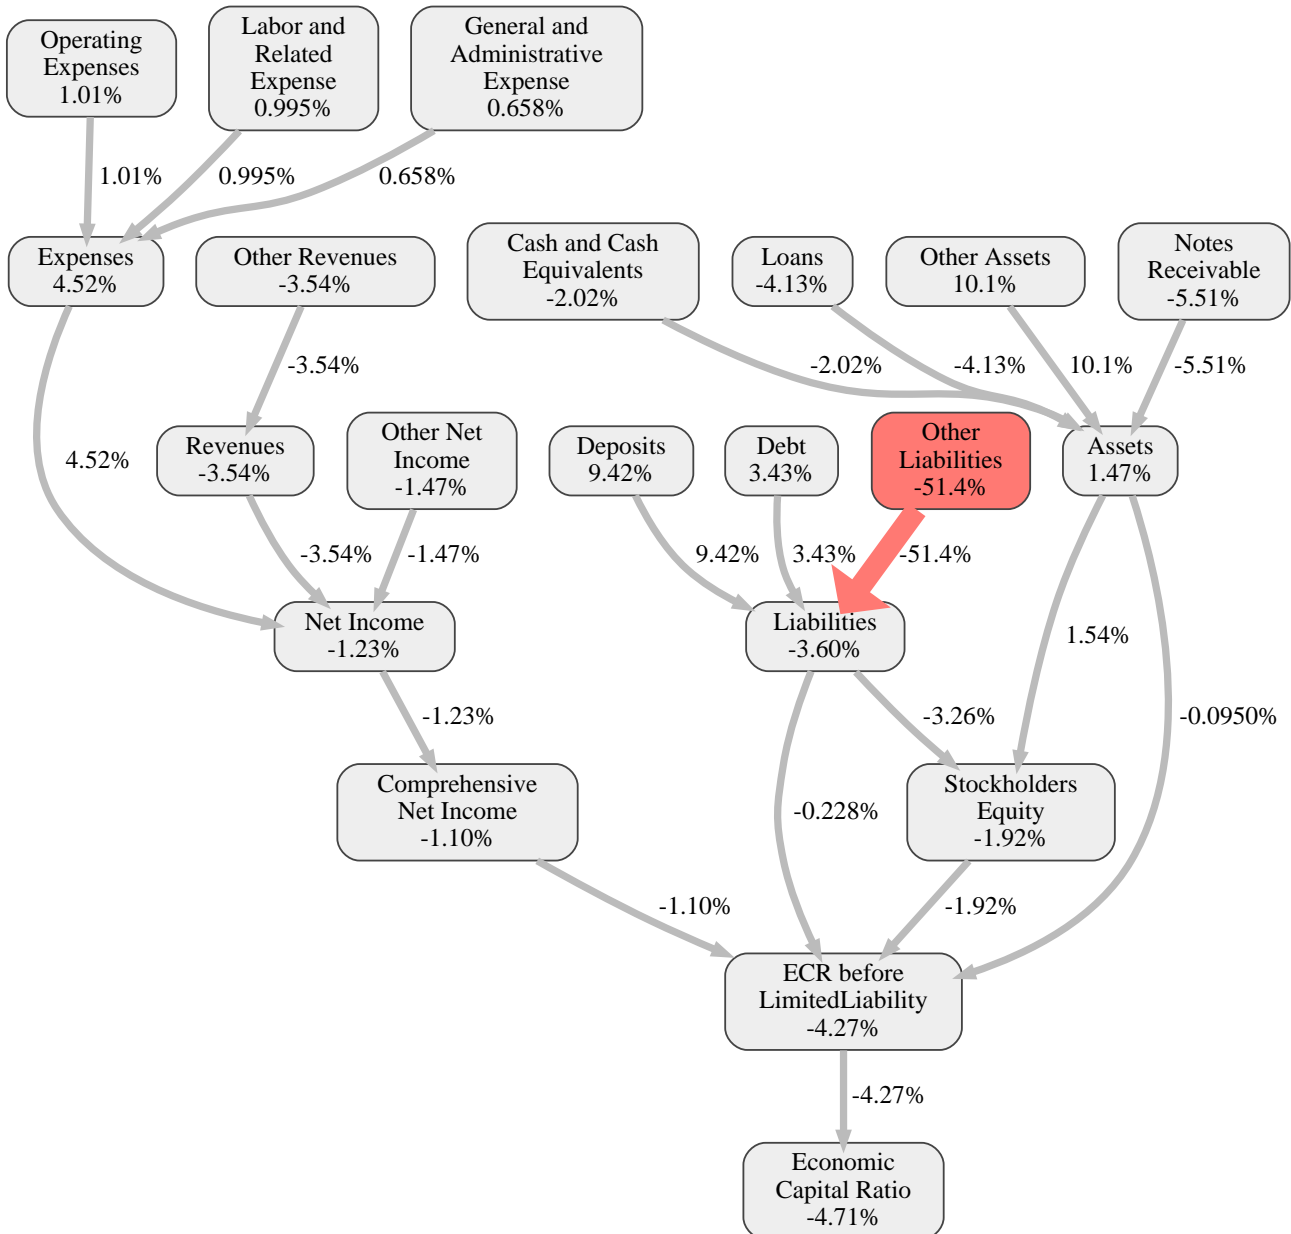 Operating
Expenses
1.01%
Labor and
Related
Expense
0.995%
General and
Administrative
Expense
0.658%
1.01%
0.995%
0.658%
Expenses
4.52%
Other Revenues
-3.54%
Cash and Cash
Equivalents
-2.02%
Loans
-4.13%
Other Assets
10.1%
Notes
Receivable
-5.51%
-3.54%
-2.02%
-4.13%
10.1%
-5.51%
4.52%
Revenues
-3.54%
Other Net
Income
-1.47%
Deposits
9.42%
Debt
3.43%
Other
Liabilities
-51.4%
Assets
1.47%
-3.54%
-1.47%
9.42%
3.43%
-51.4%
Net Income
-1.23%
Liabilities
-3.60%
1.54%
-1.23%
-3.26%
-0.0950%
Comprehensive
Net Income
-1.10%
-0.228%
Stockholders
Equity
-1.92%
-1.10%
-1.92%
ECR before
LimitedLiability
-4.27%
-4.27%
Economic
Capital Ratio
-4.71%